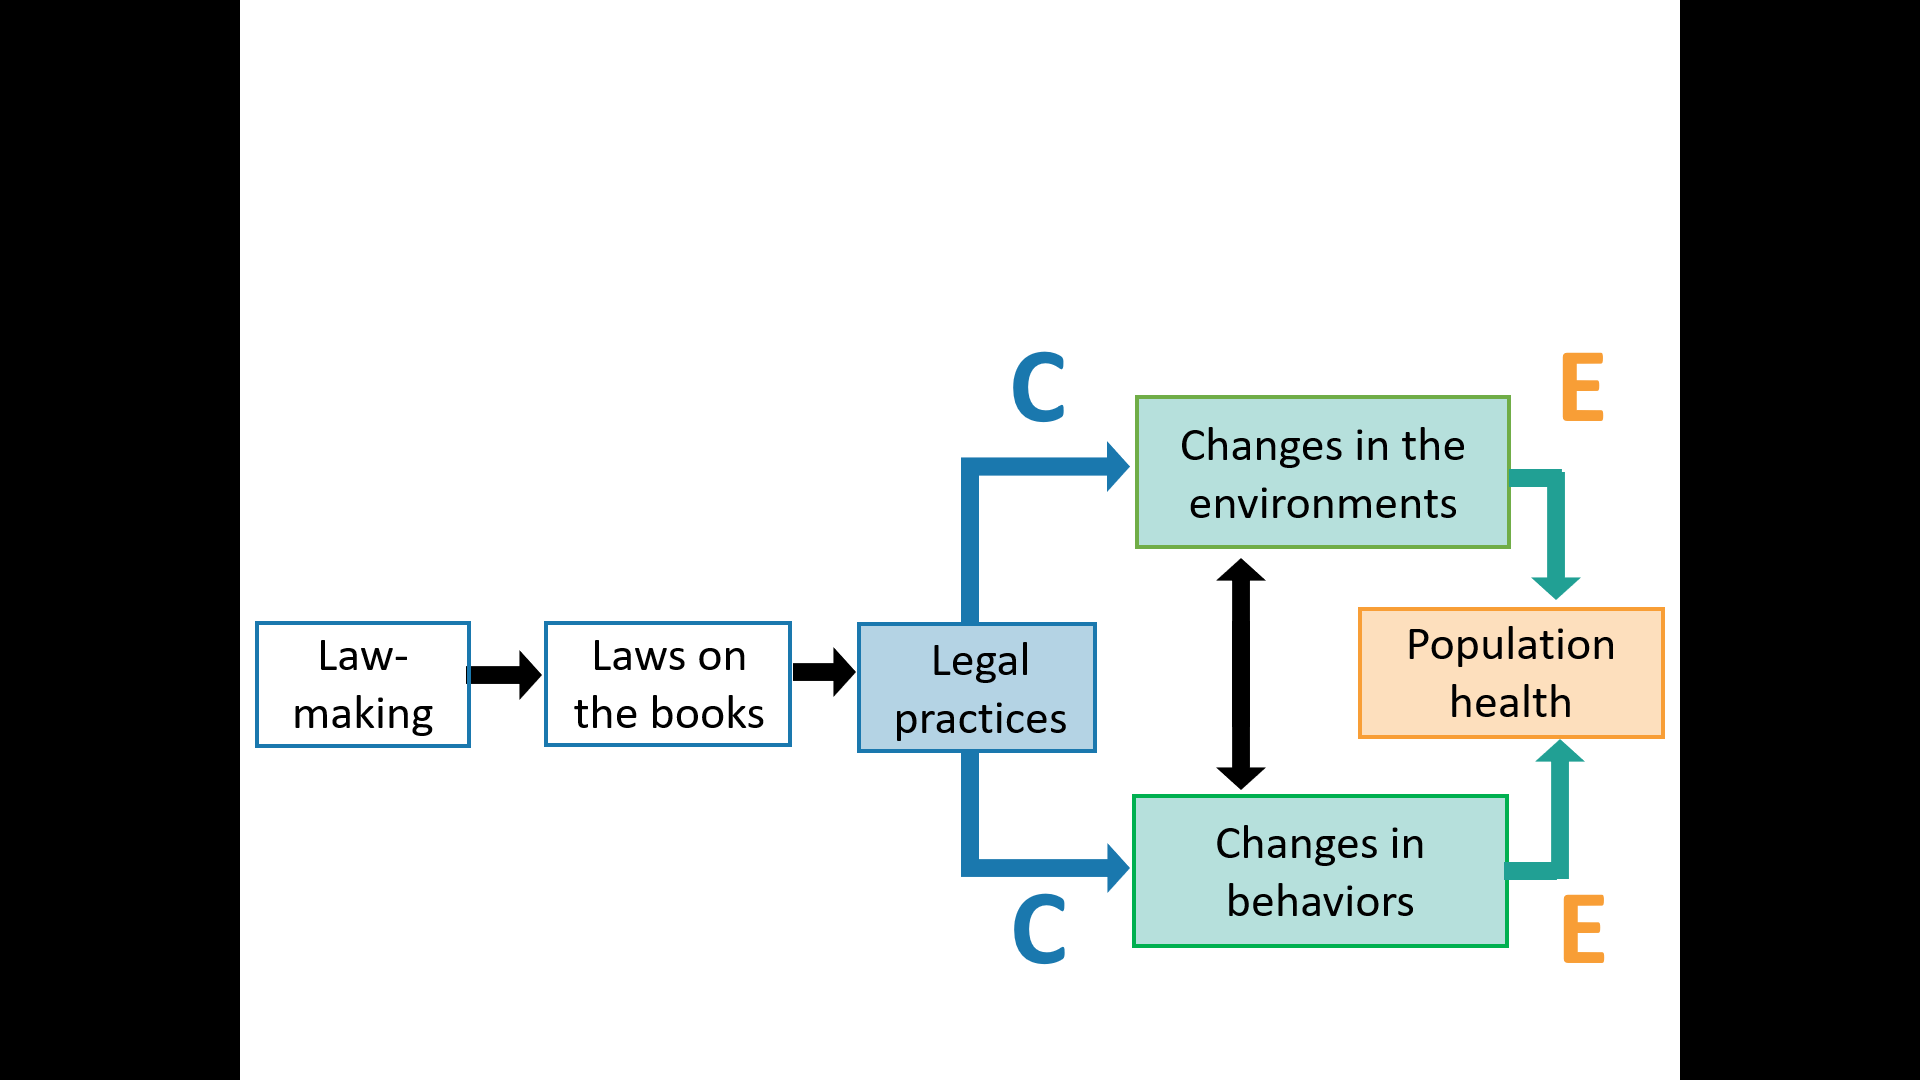 C
E
Changes in the
environments
Law-
making
Laws on
the books
Legal
practices
Population
health
Changes in
behaviors
C
E